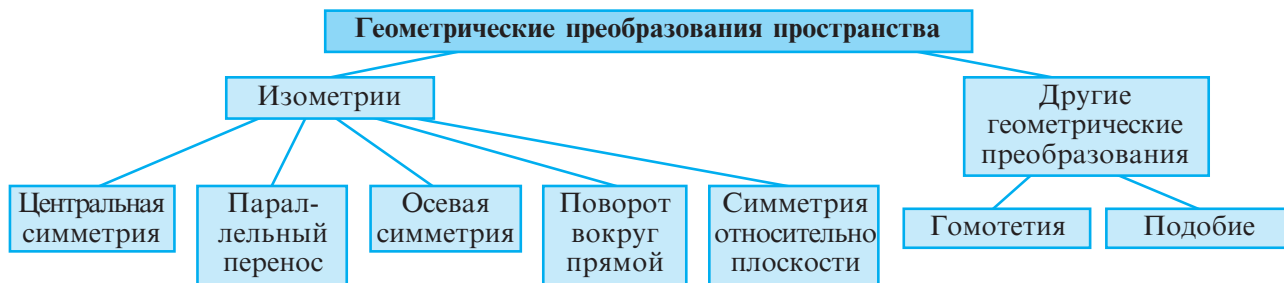 Геометрические преобразования пространства
Изометрии
Другие
геометрические
преобразования
Центральная
симметрия
Парал-
лельный
перенос
Осевая
симметрия
Поворот
вокруг
прямой
Симметрия
относительно
плоскости
Гомотетия
Подобие